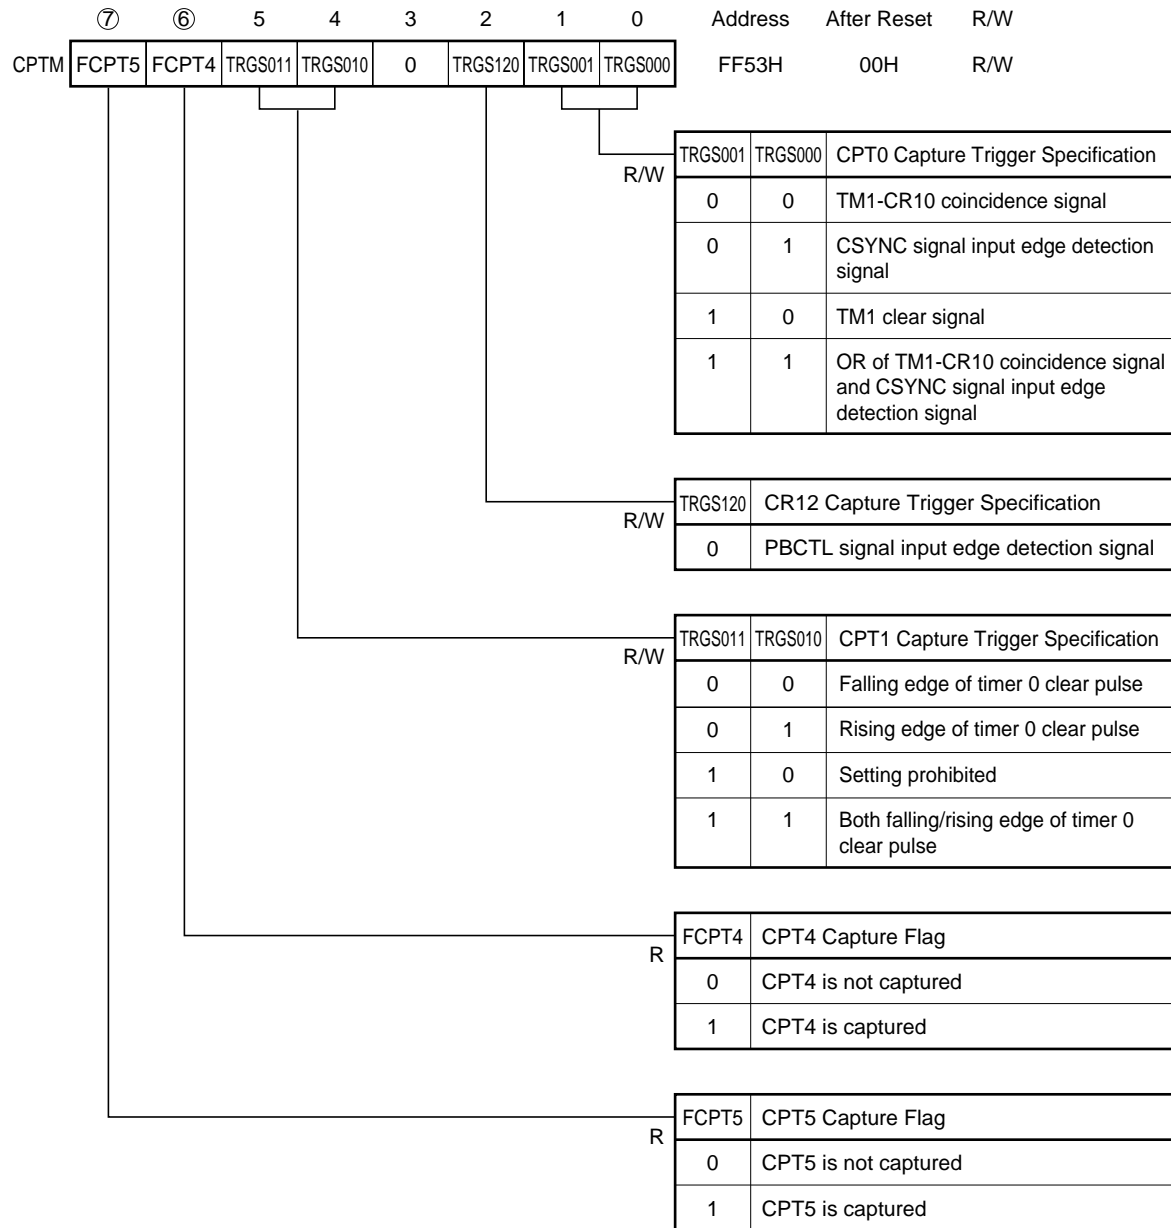 ⑦ ⑥ 5 4 3 2 1 0 Address After Reset R/W
CPTM FCPT5 FCPT4 TRGS011 TRGS010 0 TRGS120 TRGS001 TRGS000 FF53H 00H R/W
R/W
TRGS001 TRGS000 CPT0 Capture Trigger Specification
0 0 TM1-CR10 coincidence signal
0 1 CSYNC signal input edge detection
signal
1 0 TM1 clear signal
1 1 OR of TM1-CR10 coincidence signal
and CSYNC signal input edge
detection signal
R/W
TRGS120 CR12 Capture Trigger Specification
0 PBCTL signal input edge detection signal
R/W
TRGS011 TRGS010 CPT1 Capture Trigger Specification
0 0 Falling edge of timer 0 clear pulse
0 1 Rising edge of timer 0 clear pulse
1 0 Setting prohibited
1 1 Both falling/rising edge of timer 0
clear pulse
R
FCPT4 CPT4 Capture Flag
0 CPT4 is not captured
1 CPT4 is captured
R
FCPT5 CPT5 Capture Flag
0 CPT5 is not captured
1 CPT5 is captured